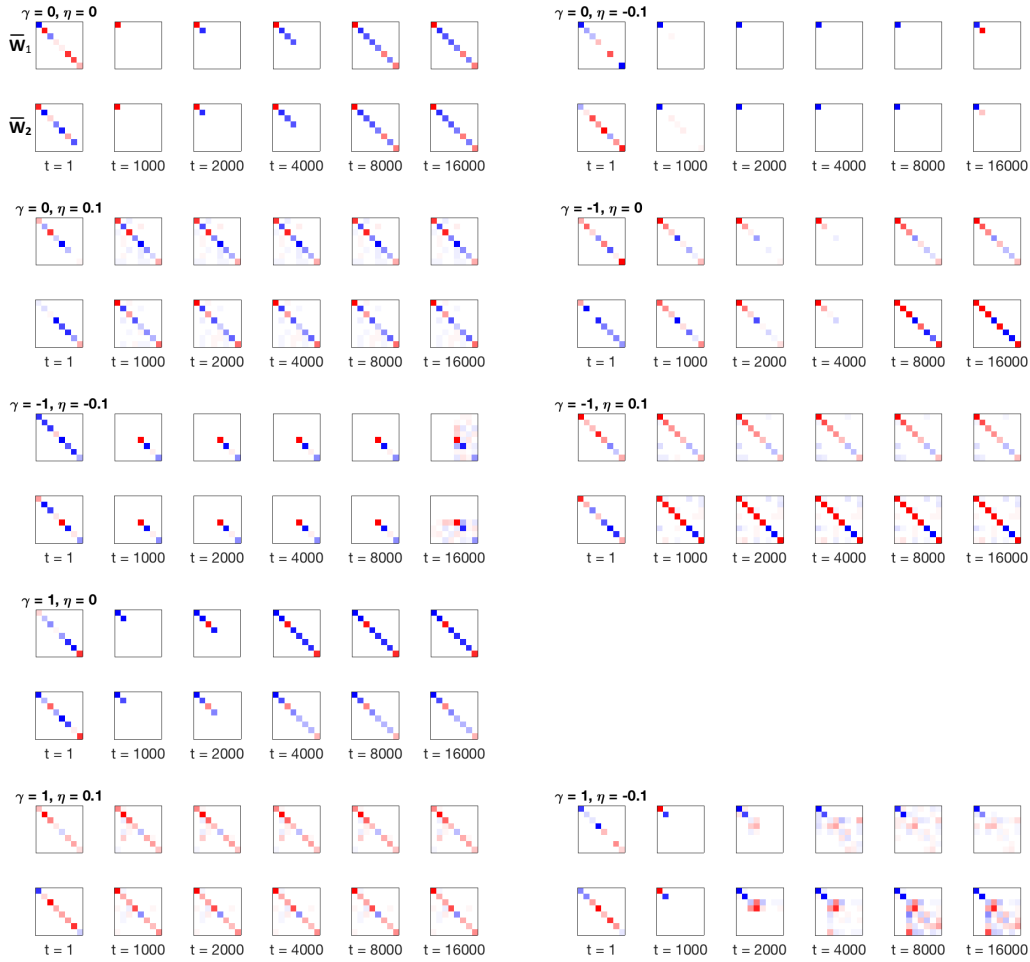 γ = 0, η = 0
W̅₁
W̅₂
t = 1 t = 1000 t = 2000 t = 4000 t = 8000 t = 16000
γ = 0, η = -0.1
t = 1 t = 1000 t = 2000 t = 4000 t = 8000 t = 16000
γ = 0, η = 0.1
t = 1 t = 1000 t = 2000 t = 4000 t = 8000 t = 16000
γ = -1, η = 0
t = 1 t = 1000 t = 2000 t = 4000 t = 8000 t = 16000
γ = -1, η = -0.1
t = 1 t = 1000 t = 2000 t = 4000 t = 8000 t = 16000
γ = -1, η = 0.1
t = 1 t = 1000 t = 2000 t = 4000 t = 8000 t = 16000
γ = 1, η = 0
t = 1 t = 1000 t = 2000 t = 4000 t = 8000 t = 16000
γ = 1, η = 0.1
t = 1 t = 1000 t = 2000 t = 4000 t = 8000 t = 16000
γ = 1, η = -0.1
t = 1 t = 1000 t = 2000 t = 4000 t = 8000 t = 16000